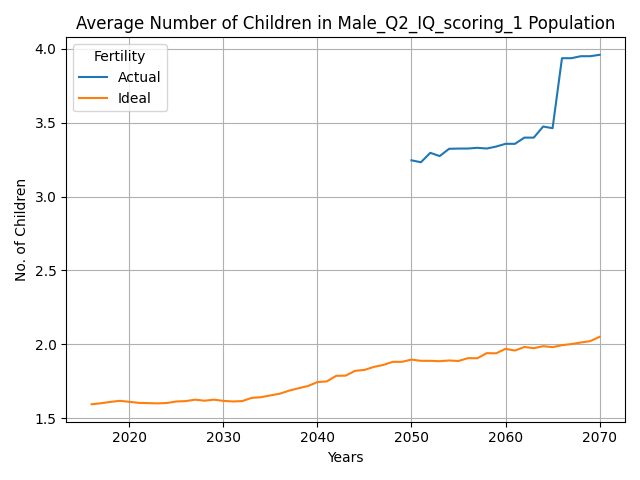 Average Number of Children in Male_Q2_IQ_scoring_1 Population
Fertility
Actual
Ideal
No. of Children
4.0
3.5
3.0
2.5
2.0
1.5
2020 2030 2040 2050 2060 2070
Years